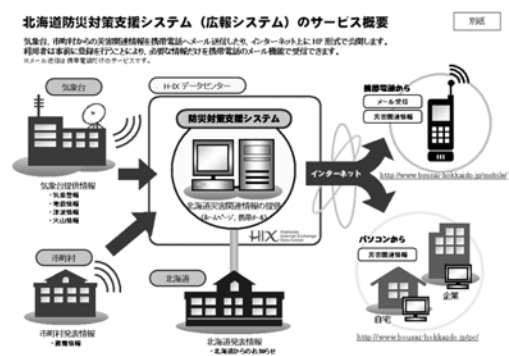 北海道防災対策支援システム（広報システム）のサービス概要
別紙
気象台、市町村からの災害関連情報を携帯電話へメール送信したり、インターネット上にHP形式で公開します。
利用者は事前に登録を行うことにより、必要な情報だけを携帯電話のメール機能で受信できます。
※メール送信は携帯電話だけのサービスです。
気象台
H-IX データセンター
防災対策支援システム
北海道災害関連情報の提供
（ホームページ、携帯メール）
HIX
Hokkaido
Internet Exchange
Data Center
インターネット
携帯電話から
メール受信
災害関連情報
http://www.bousai-hokkaido.jp/mobile/
気象台提供情報
・気象警報
・地震情報
・津波情報
・火山情報
市町村
市町村発表情報
・避難情報
北海道
北海道発表情報
・北海道からのお知らせ
パソコンから
災害関連情報
企業
自宅
http://www.bousai-hokkaido.jp/pc/